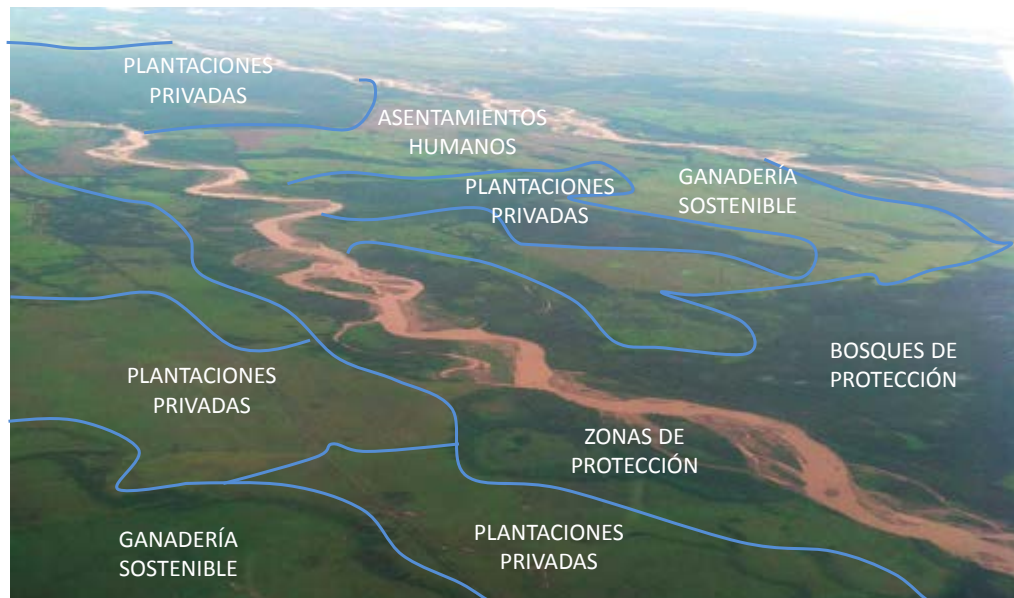 PLANTACIONES
PRIVADAS
ASENTAMIENTOS
HUMANOS
PLANTACIONES
PRIVADAS
GANADERÍA
SOSTENIBLE
BOSQUES DE
PROTECCIÓN
PLANTACIONES
PRIVADAS
ZONAS DE
PROTECCIÓN
GANADERÍA
SOSTENIBLE
PLANTACIONES
PRIVADAS